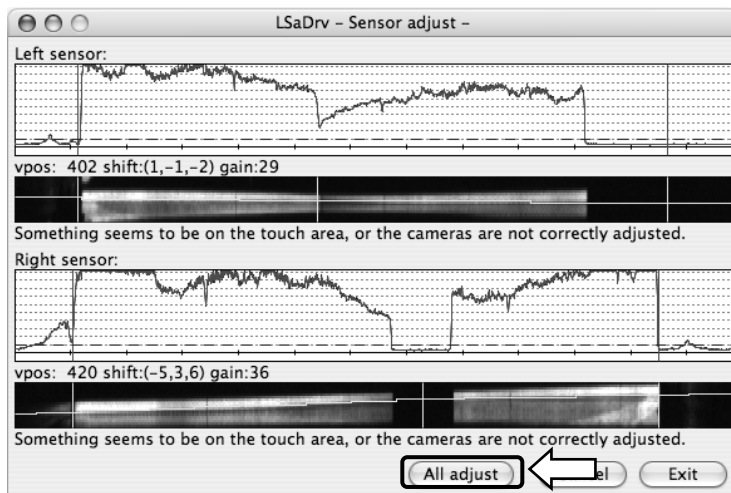 LSaDrv – Sensor adjust –
Left sensor:
vpos: 402 shift:(1,-1,-2) gain:29
Something seems to be on the touch area, or the cameras are not correctly adjusted.
Right sensor:
vpos: 420 shift:(-5,3,6) gain:36
Something seems to be on the touch area, or the cameras are not correctly adjusted.
All adjust
Exit